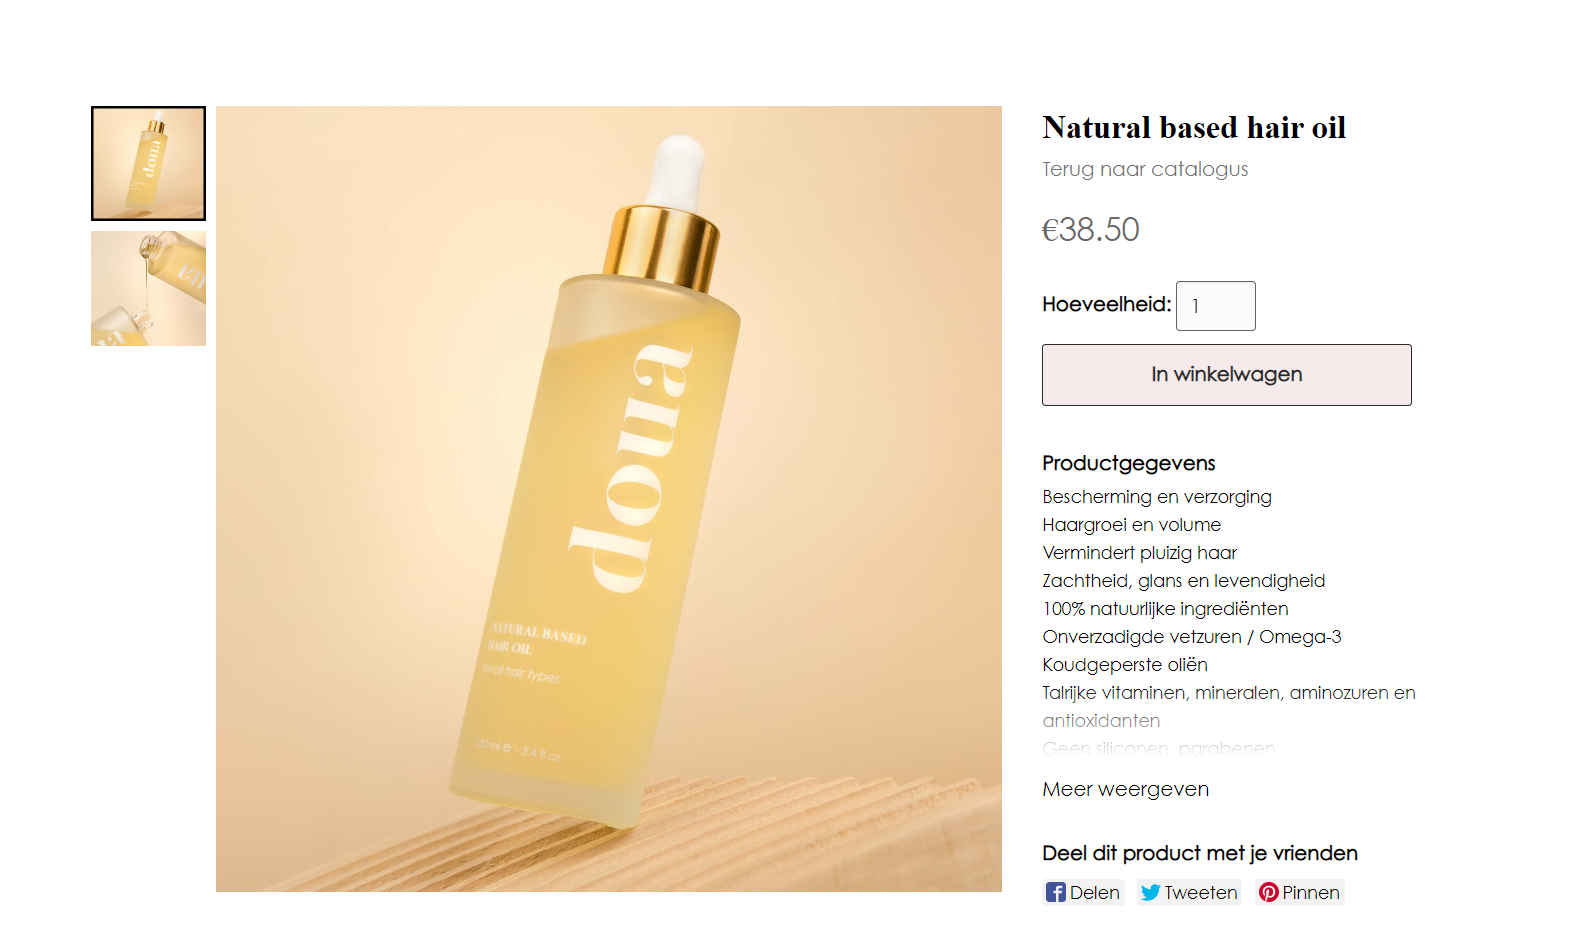 Natural based hair oil
Terug naar catalogus
€38.50
Hoeveelheid: 1
In winkelwagen
Productgegevens
Bescherming en verzorging
Haargroei en volume
Vermindert pluizig haar
Zachtheid, glans en levendigheid
100% natuurlijke ingrediënten
Onverzadigde vetzuren / Omega-3
Koudgeperste oliën
Talrijke vitaminen, mineralen, aminozuren en
antioxidanten
Geen siliconen, parabenen
Meer weergeven
Deel dit product met je vrienden
Delen Tweeten Pinnen
doua
NATURAL BASED
HAIR OIL
for all hair types
100 ml e - 3.4 fl.oz
doua